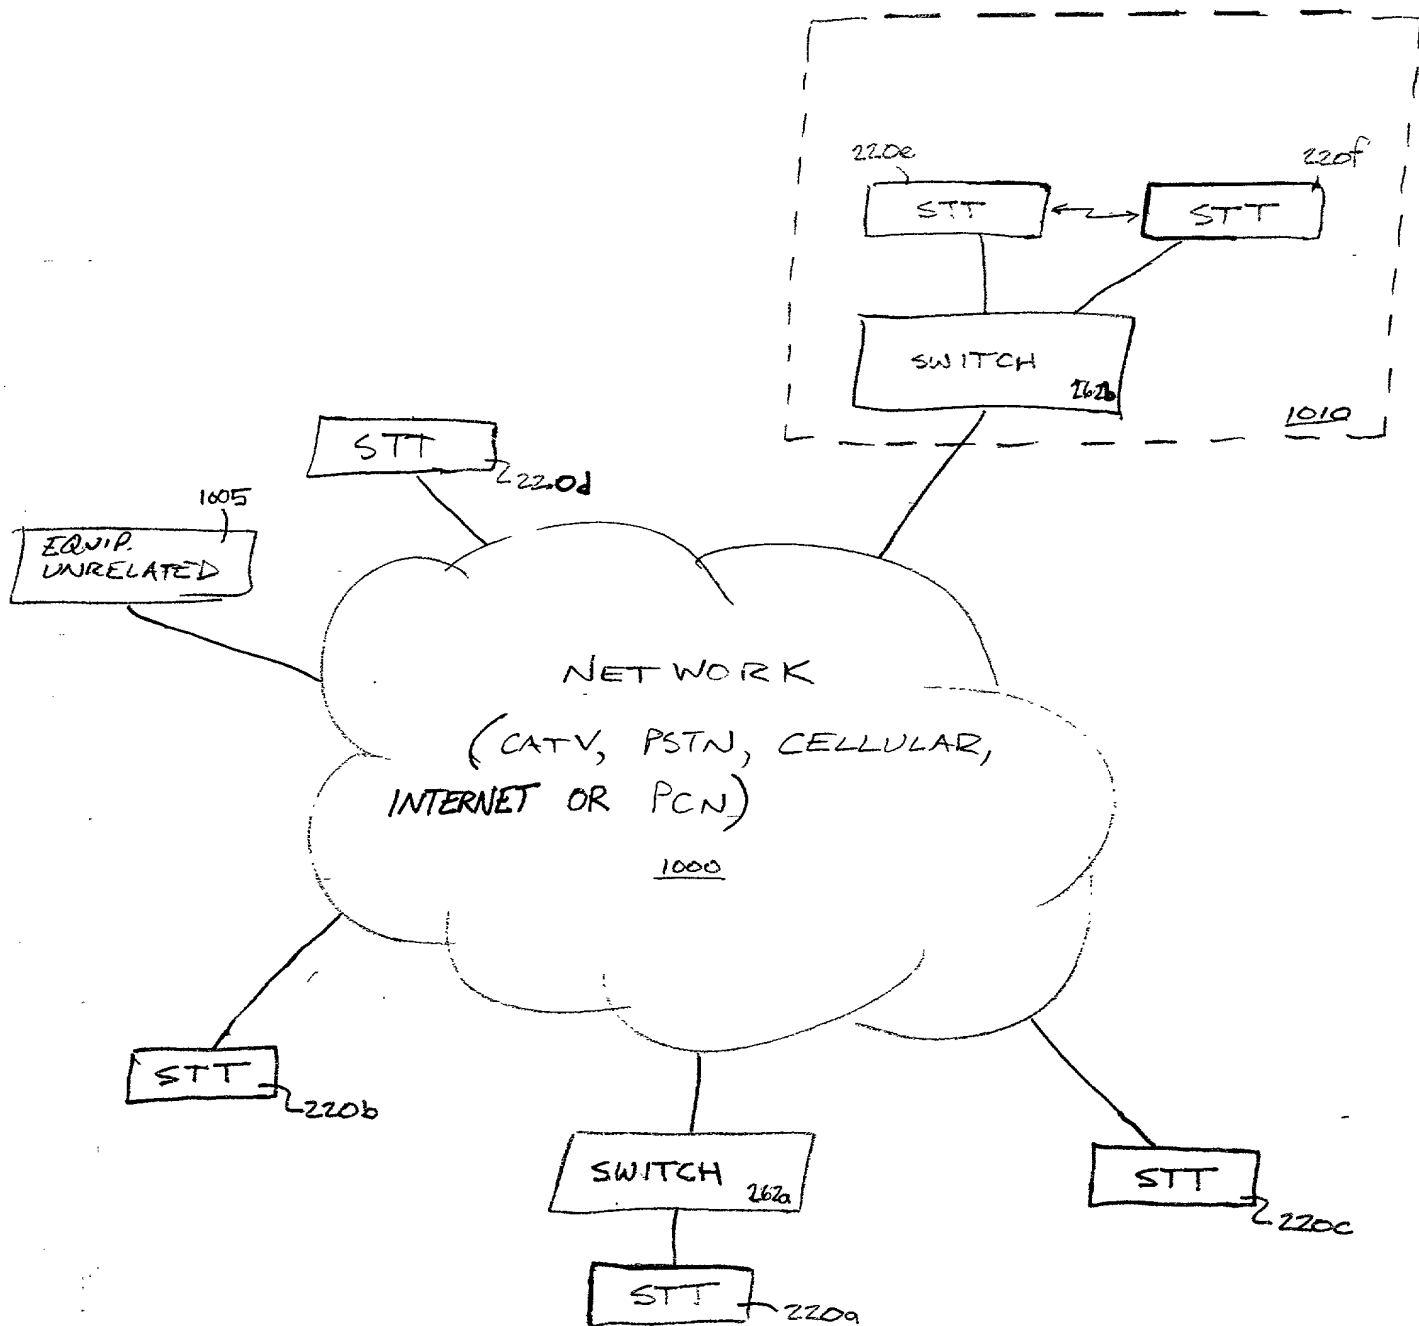 220e
220f
STT
STT
SWITCH
262b
1010
STT
220d
1005
EQUIP.
UNRELATED
NETWORK
(CATV, PSTN, CELLULAR,
INTERNET OR PCN)
1000
STT
220b
SWITCH
262a
STT
220c
STT
220a